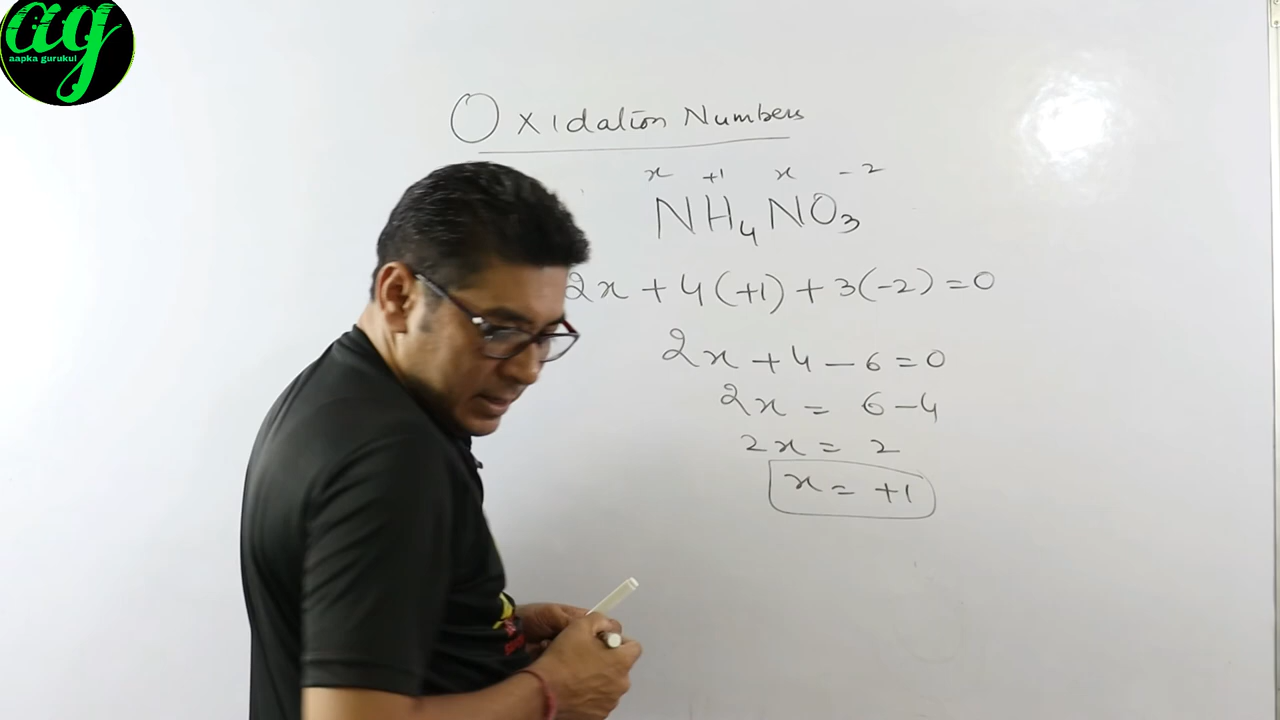 ag
aapka gurukul
Oxidation Numbers
x +1 x -2
NH₄NO₃
2x + 4(+1) + 3(-2) = 0
2x + 4 - 6 = 0
2x = 6 - 4
2x = 2
x = +1